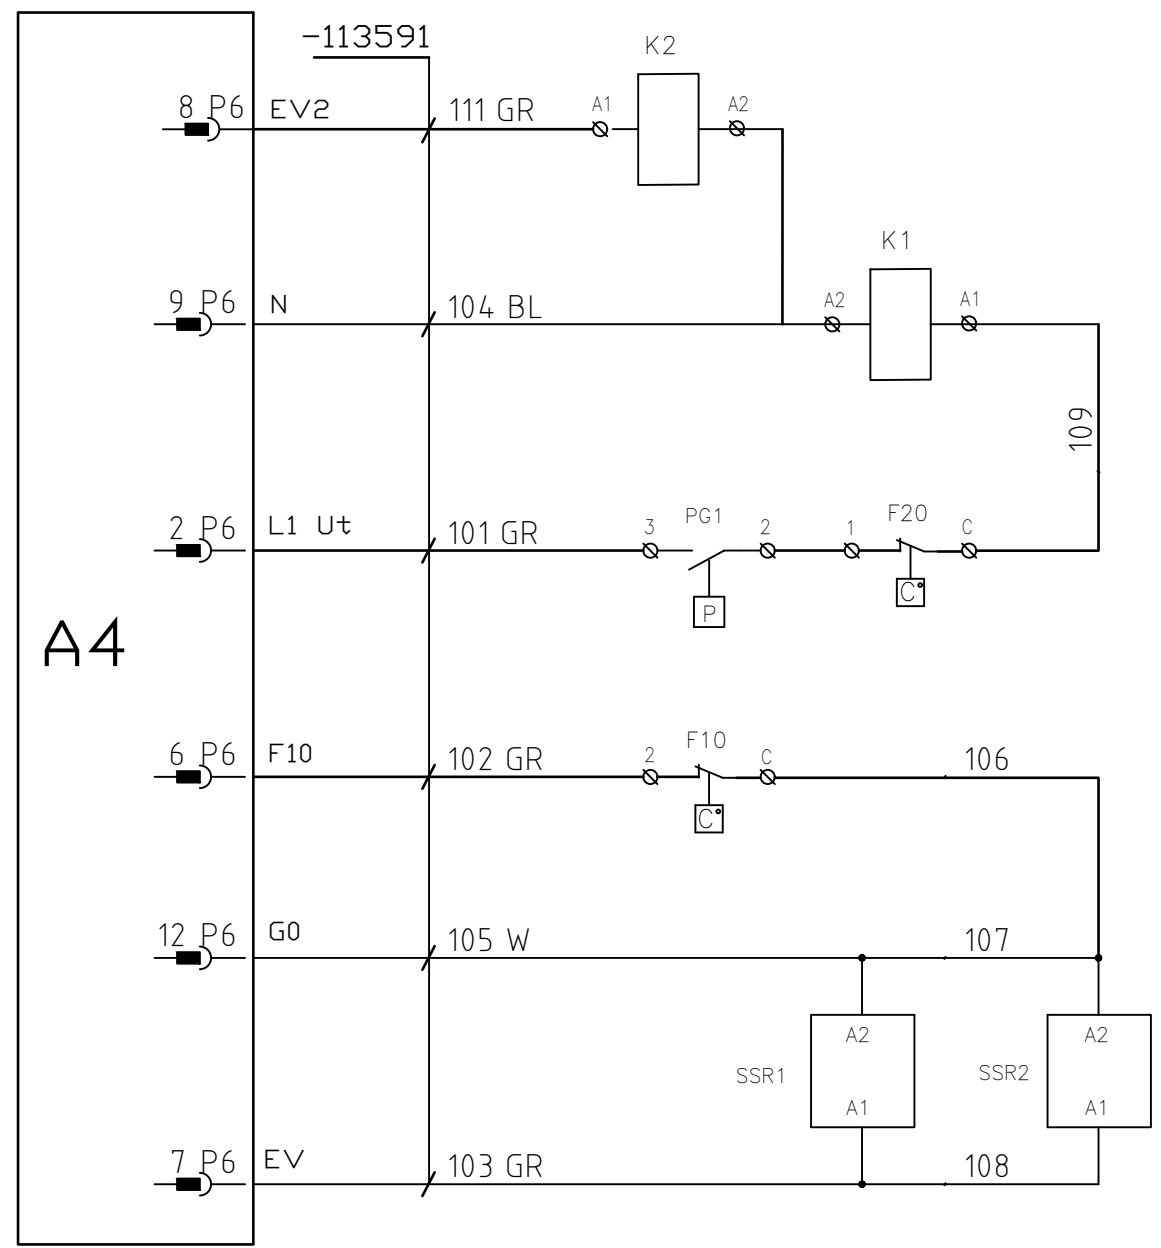 -113591
K2
8 P6 EV2 111 GR A1 A2
K1
9 P6 N 104 BL A2 A1
109
2 P6 L1 Ut 101 GR 3 PG1 2 1 F20 C
C°
P
A4
6 P6 F10 102 GR 2 F10 C 106
C°
12 P6 G0 105 W 107
A2 A2
SSR1 SSR2
A1 A1
7 P6 EV 103 GR 108